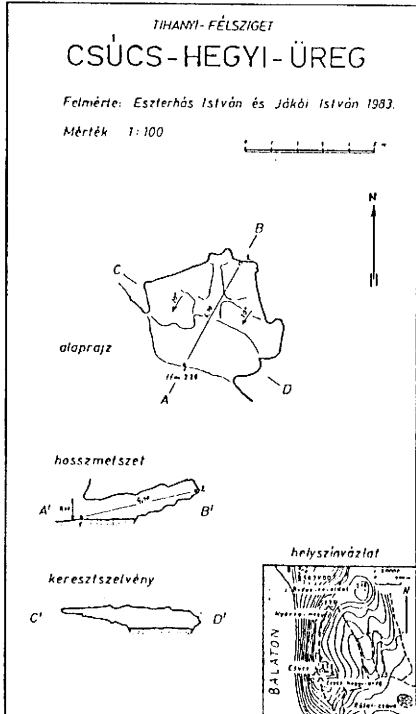 TIHANYI-FÉLSZIGET
CSÚCS-HEGYI-ÜREG
Felmérte: Eszterhás István és Jákói István 1983.
Mérték 1:100
N
B
C
alaprajz
A
D
hosszmetszet
A'
B'
keresztszelvény
C'
D'
helyszínvázlat
N
BALATON
Csúcs